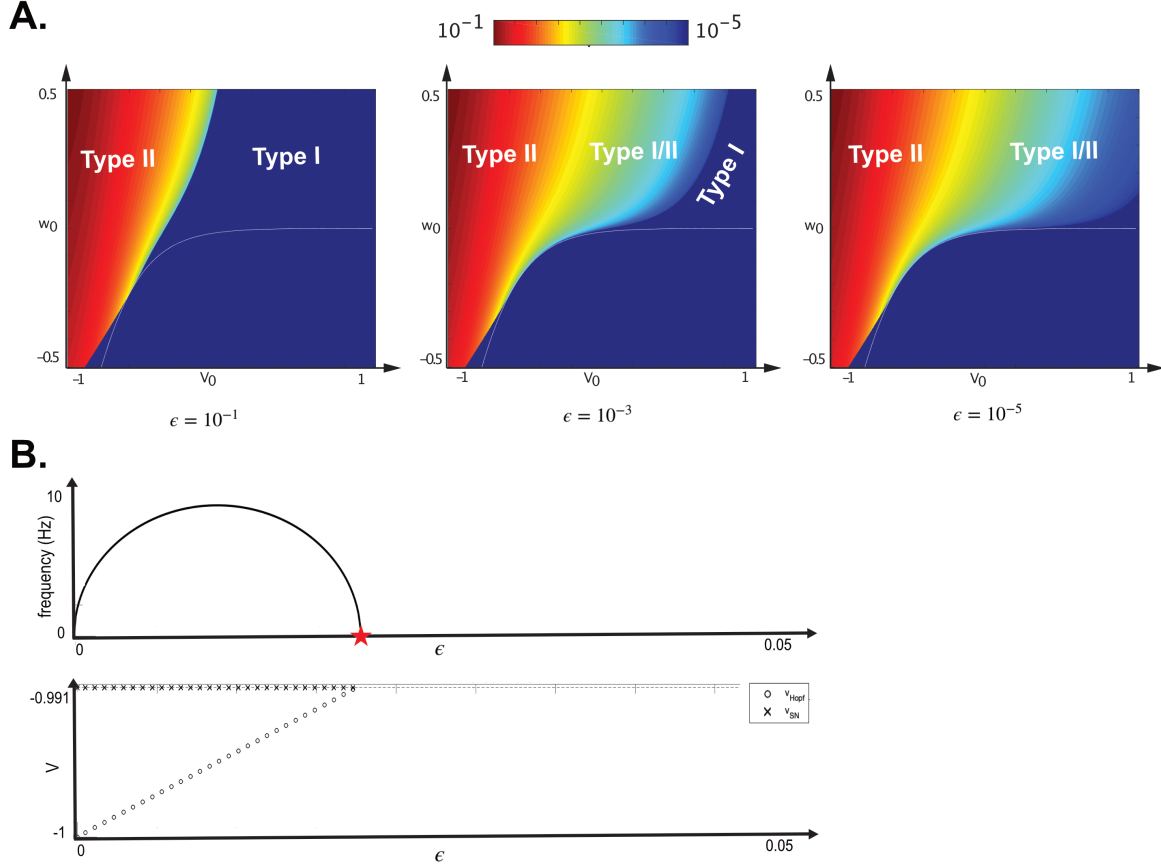 A.
10⁻¹ 10⁻⁵
0.5 Type II Type I w₀ −0.5 −1 V₀ 1
ϵ = 10⁻¹
0.5 Type II Type I/II Type I w₀ −0.5 −1 V₀ 1
ϵ = 10⁻³
0.5 Type II Type I/II w₀ −0.5 −1 V₀ 1
ϵ = 10⁻⁵
B.
10
frequency (Hz)
0
0 ϵ 0.05
-0.991
V
-1
0 ϵ 0.05
v_Hopf
v_SN